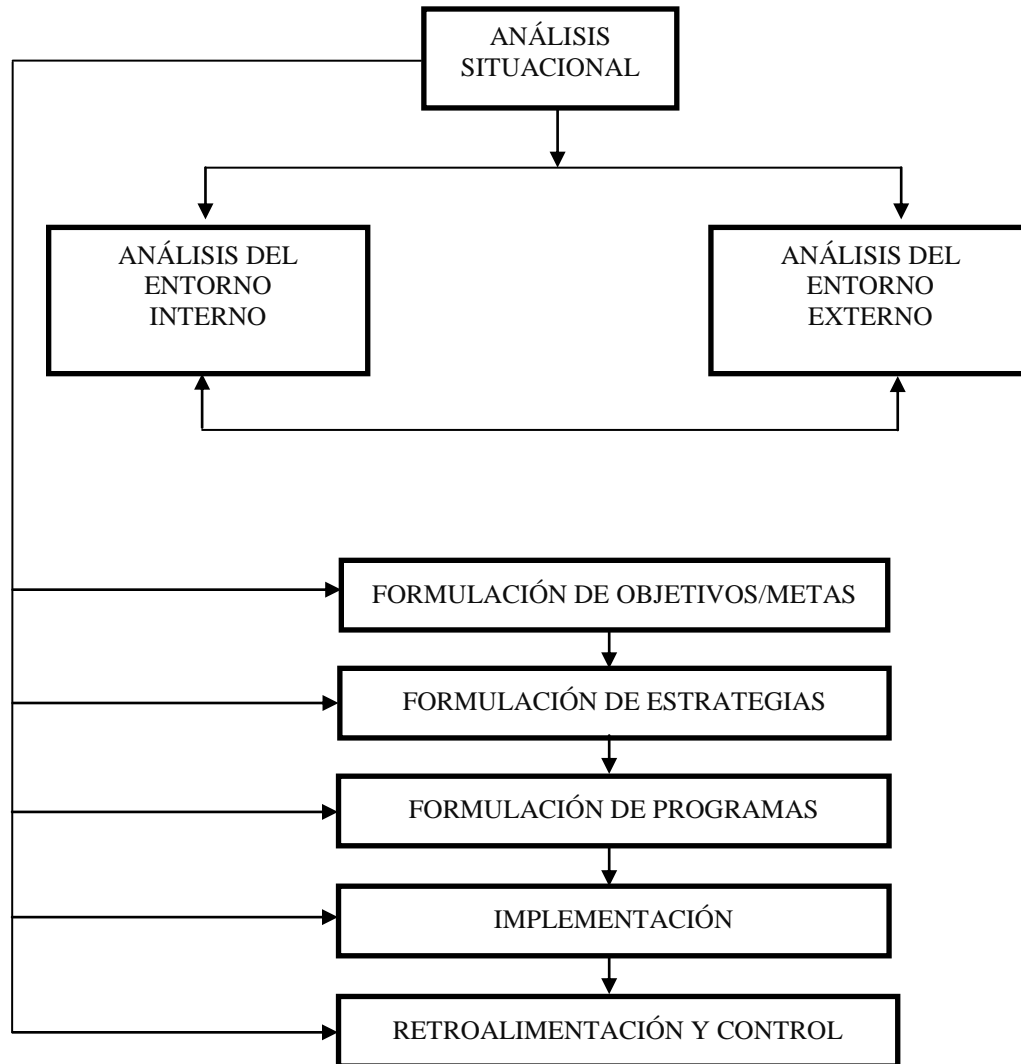 ANÁLISIS
SITUACIONAL
ANÁLISIS DEL
ENTORNO
INTERNO
ANÁLISIS DEL
ENTORNO
EXTERNO
FORMULACIÓN DE OBJETIVOS/METAS
FORMULACIÓN DE ESTRATEGIAS
FORMULACIÓN DE PROGRAMAS
IMPLEMENTACIÓN
RETROALIMENTACIÓN Y CONTROL